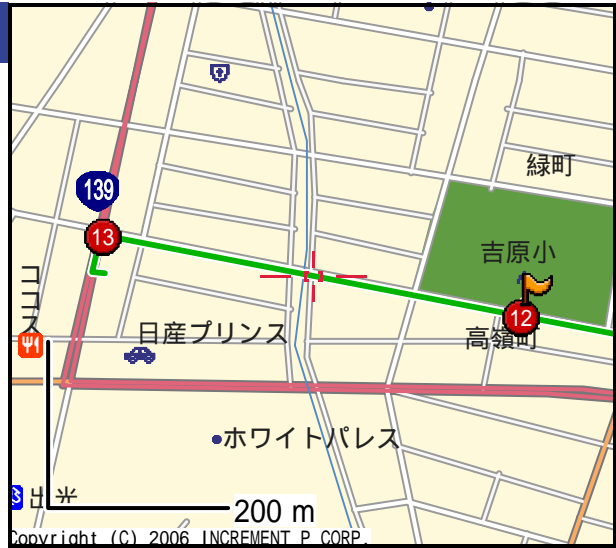 緑町
139
13
吉原小
ココス
12
日産プリンス
高嶺町
ホワイトパレス
出光
200 m
Copyright (C) 2006 INCREMENT P CORP.